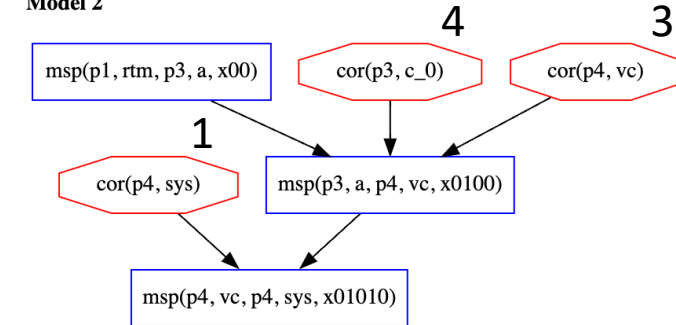 Model 2
4
3
msp(p1, rtm, p3, a, x00)
cor(p3, c_0)
cor(p4, vc)
1
cor(p4, sys)
msp(p3, a, p4, vc, x0100)
msp(p4, vc, p4, sys, x01010)